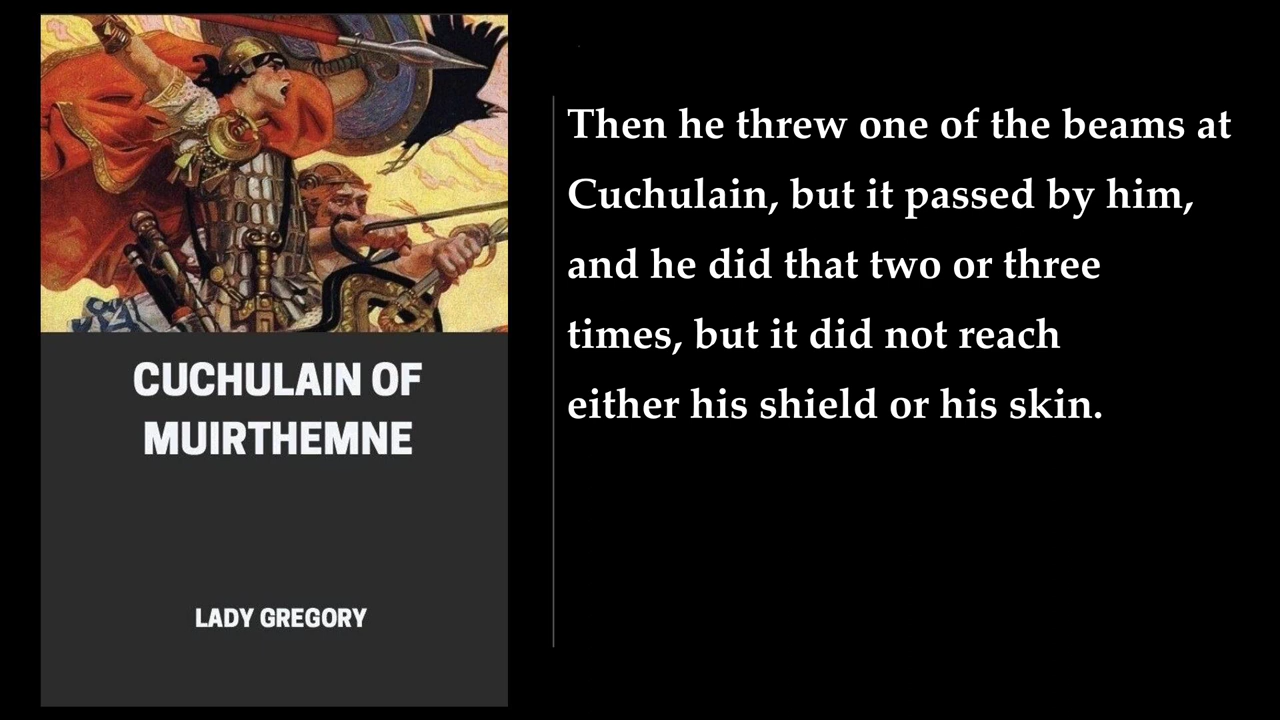 CUCHULAIN OF
MUIRTHEMNE
LADY GREGORY
Then he threw one of the beams at
Cuchulain, but it passed by him,
and he did that two or three
times, but it did not reach
either his shield or his skin.